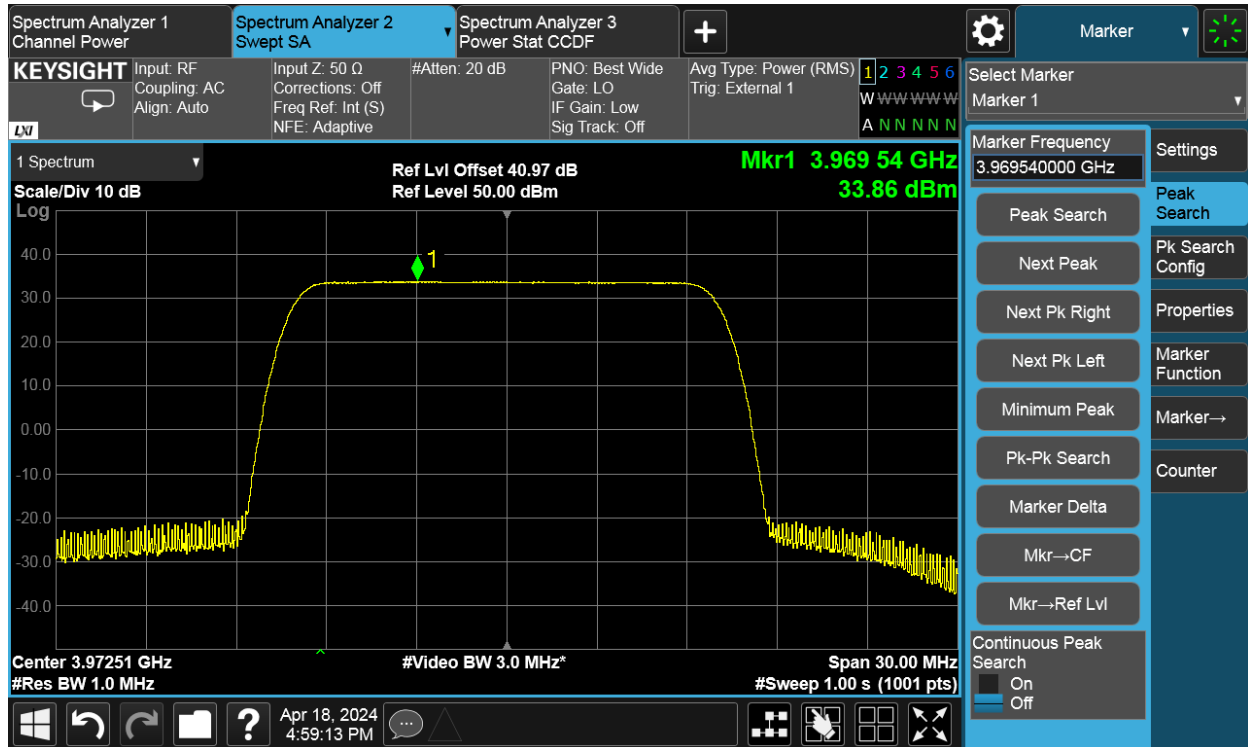 Spectrum Analyzer 1
Channel Power
Spectrum Analyzer 2
Swept SA
Spectrum Analyzer 3
Power Stat CCDF
+
Marker
KEYSIGHT
LXI
Input: RF
Coupling: AC
Align: Auto
Input Z: 50 Ω
Corrections: Off
Freq Ref: Int (S)
NFE: Adaptive
#Atten: 20 dB
PNO: Best Wide
Gate: LO
IF Gain: Low
Sig Track: Off
Avg Type: Power (RMS)
Trig: External 1
1 2 3 4 5 6
W W W W W W
A N N N N N
Select Marker
Marker 1
1 Spectrum
Scale/Div 10 dB
Log
Ref Lvl Offset 40.97 dB
Ref Level 50.00 dBm
Mkr1 3.969 54 GHz
33.86 dBm
1
40.0
30.0
20.0
10.0
0.00
-10.0
-20.0
-30.0
-40.0
Center 3.97251 GHz
#Res BW 1.0 MHz
#Video BW 3.0 MHz*
Span 30.00 MHz
#Sweep 1.00 s (1001 pts)
Marker Frequency
3.969540000 GHz
Peak Search
Next Peak
Next Pk Right
Next Pk Left
Minimum Peak
Pk-Pk Search
Marker Delta
Mkr→CF
Mkr→Ref Lvl
Continuous Peak
Search
On
Off
Settings
Peak
Search
Pk Search
Config
Properties
Marker
Function
Marker→
Counter
?
Apr 18, 2024
4:59:13 PM